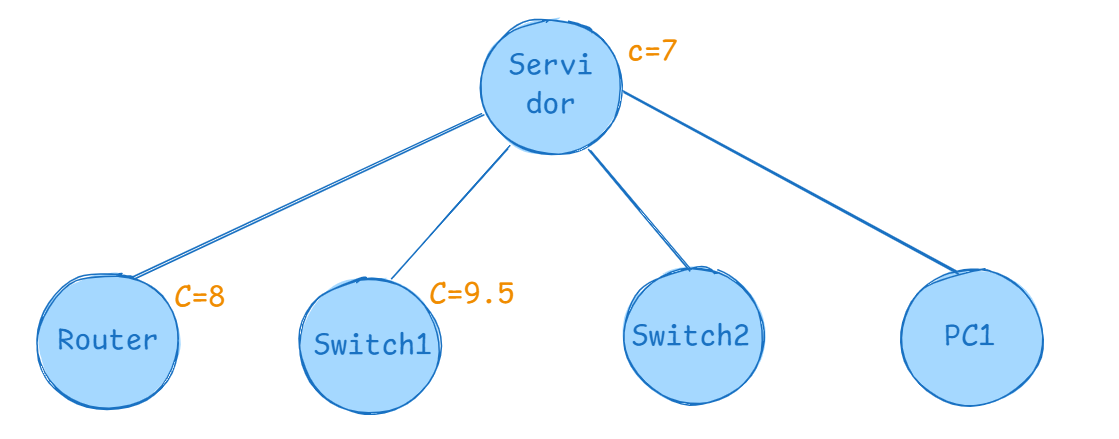 Servi
dor
c=7
Router
C=8
Switch1
C=9.5
Switch2
PC1